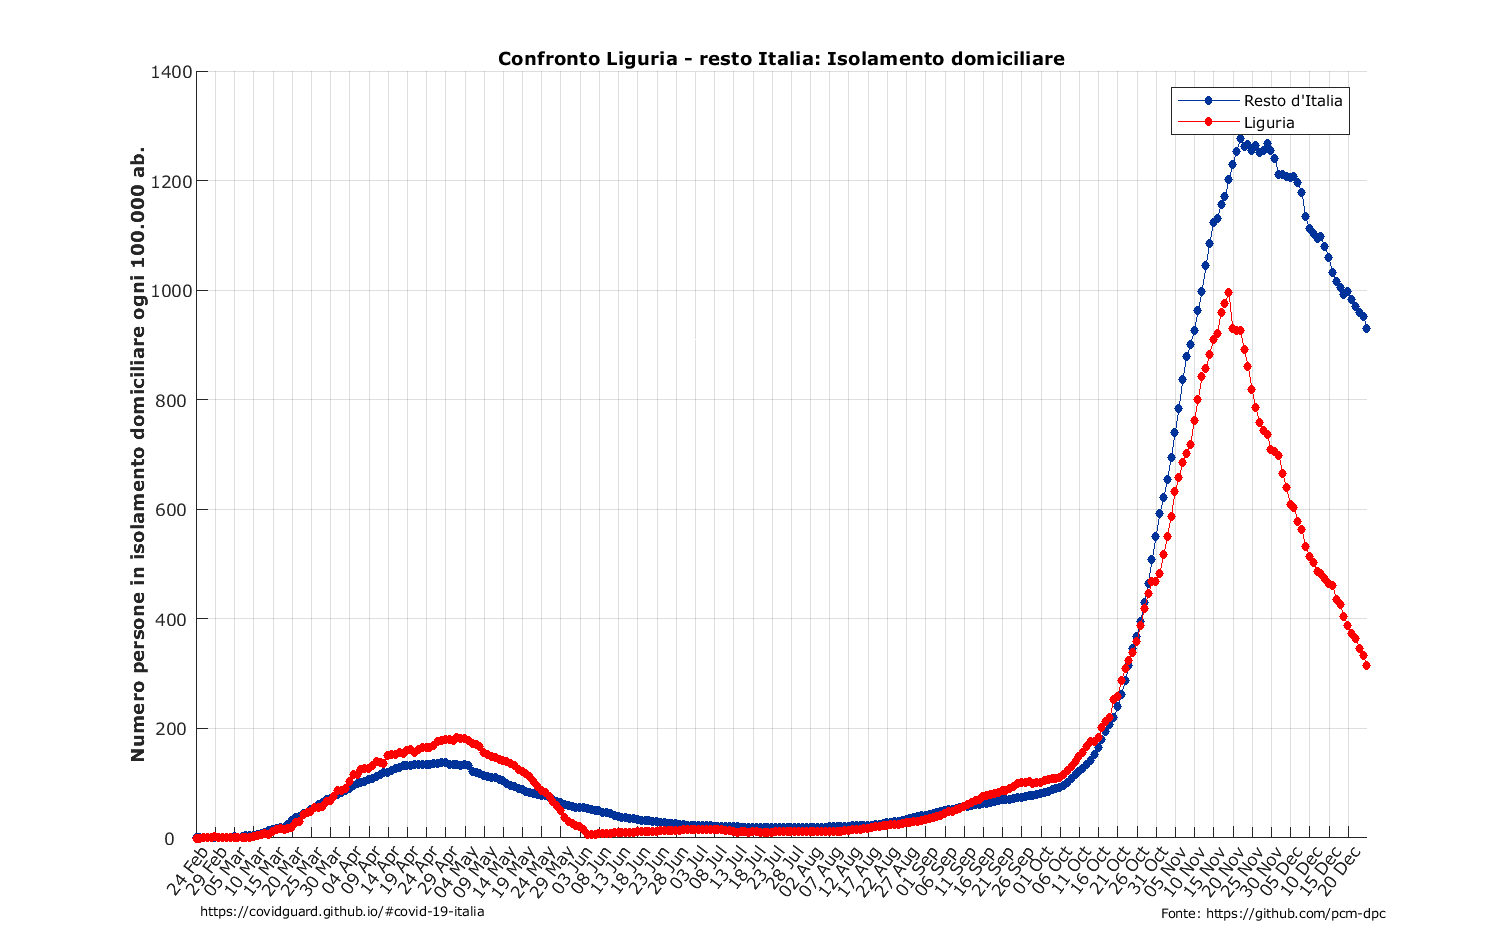 Confronto Liguria - resto Italia: Isolamento domiciliare
Numero persone in isolamento domiciliare ogni 100.000 ab.
1400
1200
1000
800
600
400
200
0
Resto d'Italia
Liguria
24 Feb
29 Feb
05 Mar
10 Mar
15 Mar
20 Mar
25 Mar
30 Mar
04 Apr
09 Apr
14 Apr
19 Apr
24 Apr
29 Apr
04 May
09 May
14 May
19 May
24 May
29 May
03 Jun
08 Jun
13 Jun
18 Jun
23 Jun
28 Jun
03 Jul
08 Jul
13 Jul
18 Jul
23 Jul
28 Jul
02 Aug
07 Aug
12 Aug
17 Aug
22 Aug
27 Aug
01 Sep
06 Sep
11 Sep
16 Sep
21 Sep
26 Sep
01 Oct
06 Oct
11 Oct
16 Oct
21 Oct
26 Oct
31 Oct
05 Nov
10 Nov
15 Nov
20 Nov
25 Nov
30 Nov
05 Dec
10 Dec
15 Dec
20 Dec
https://covidguard.github.io/#covid-19-italia
Fonte: https://github.com/pcm-dpc